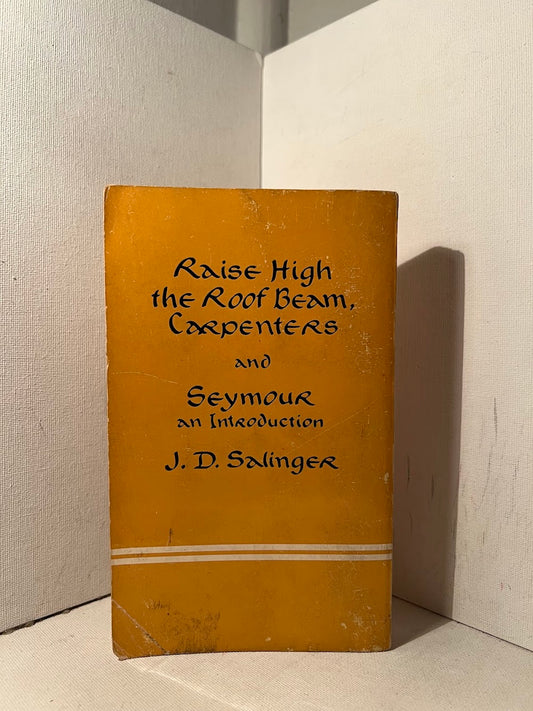 Raise High
the Roof Beam,
Carpenters
and
Seymour
an Introduction
J. D. Salinger